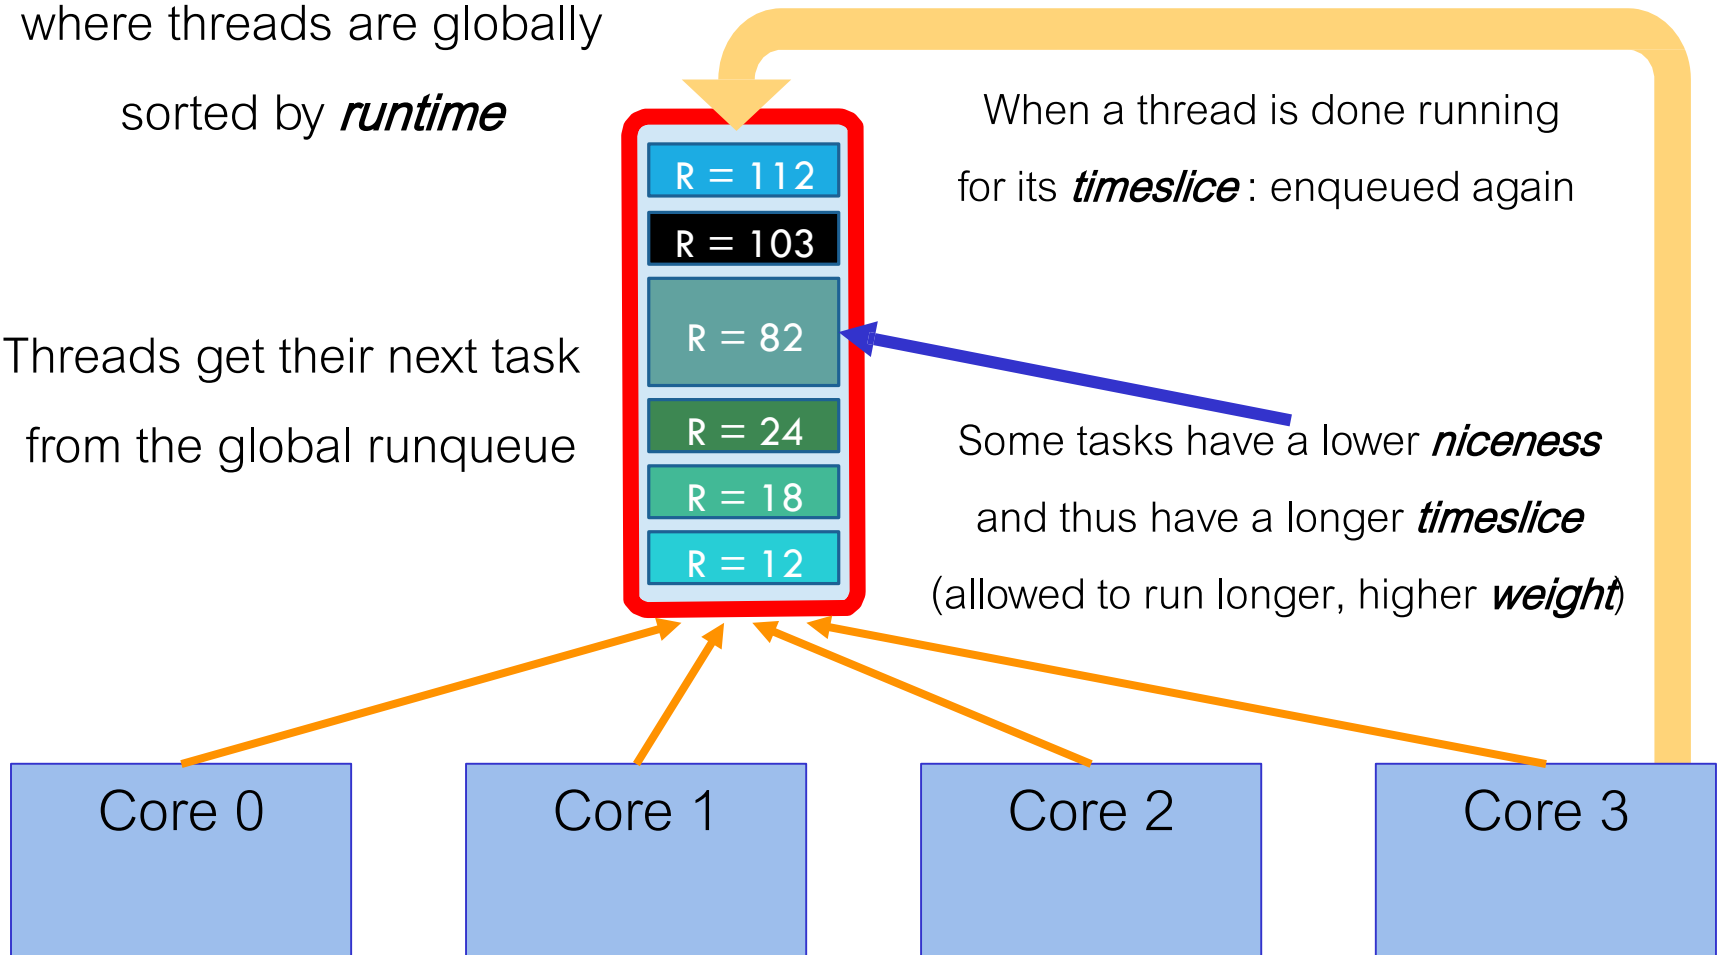 where threads are globally
sorted by runtime
When a thread is done running
for its timeslice : enqueued again
R = 112
R = 103
R = 82
R = 24
R = 18
R = 12
Threads get their next task
from the global runqueue
Some tasks have a lower niceness
and thus have a longer timeslice
(allowed to run longer, higher weight)
Core 0
Core 1
Core 2
Core 3